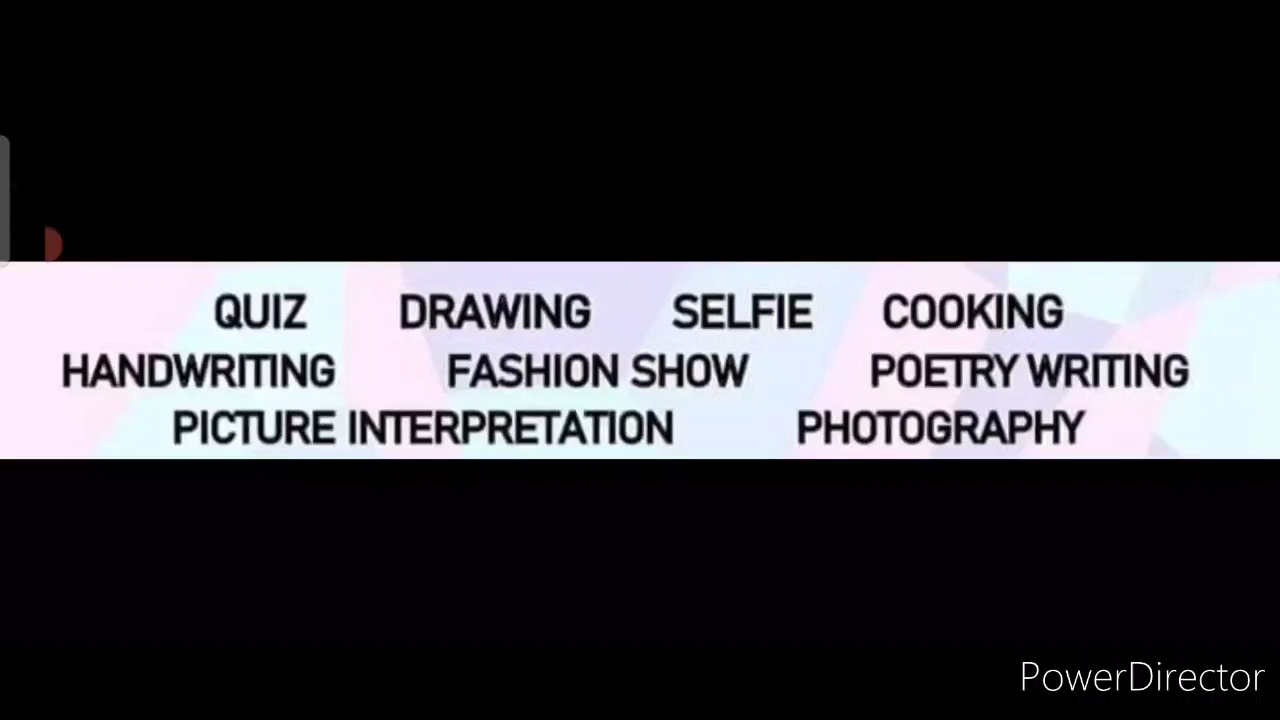 QUIZ DRAWING SELFIE COOKING
HANDWRITING FASHION SHOW POETRY WRITING
PICTURE INTERPRETATION PHOTOGRAPHY
PowerDirector